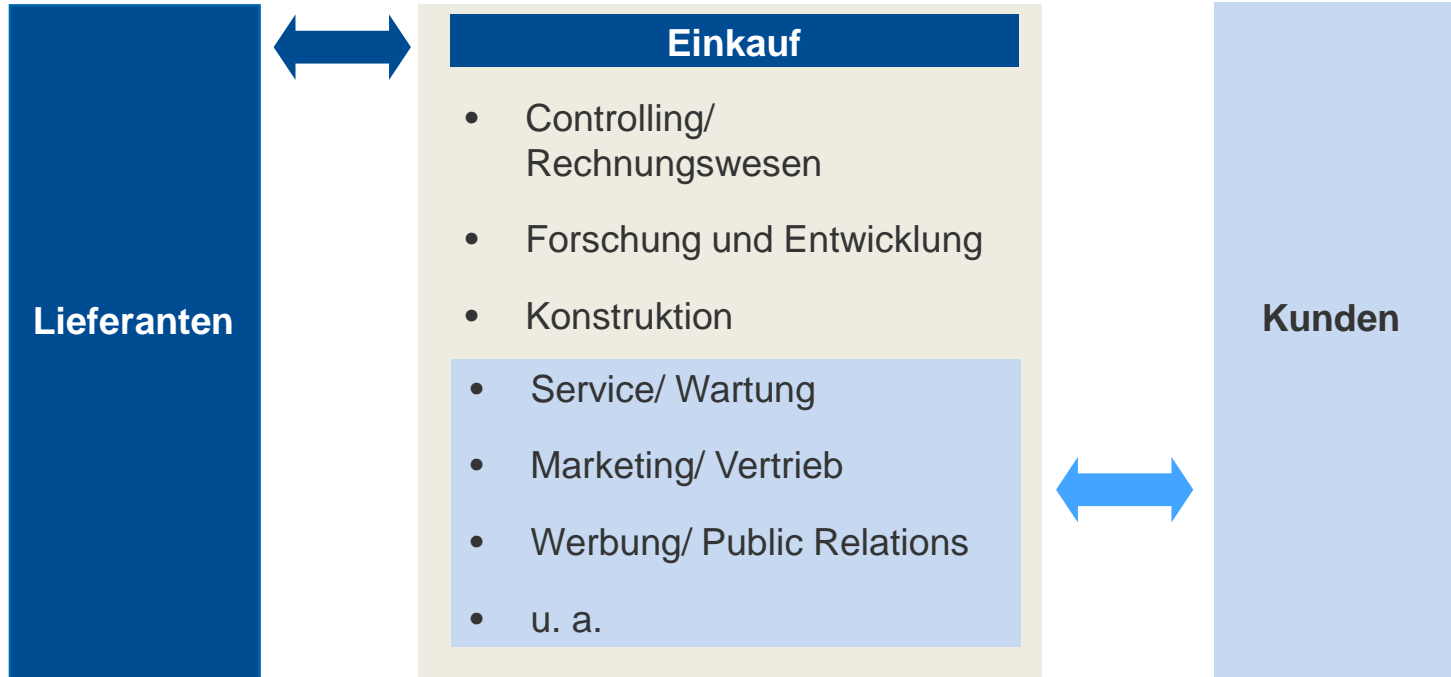 Einkauf
• Controlling/
Rechnungswesen
• Forschung und Entwicklung
Lieferanten
• Konstruktion
Kunden
• Service/ Wartung
• Marketing/ Vertrieb
• Werbung/ Public Relations
• u. a.